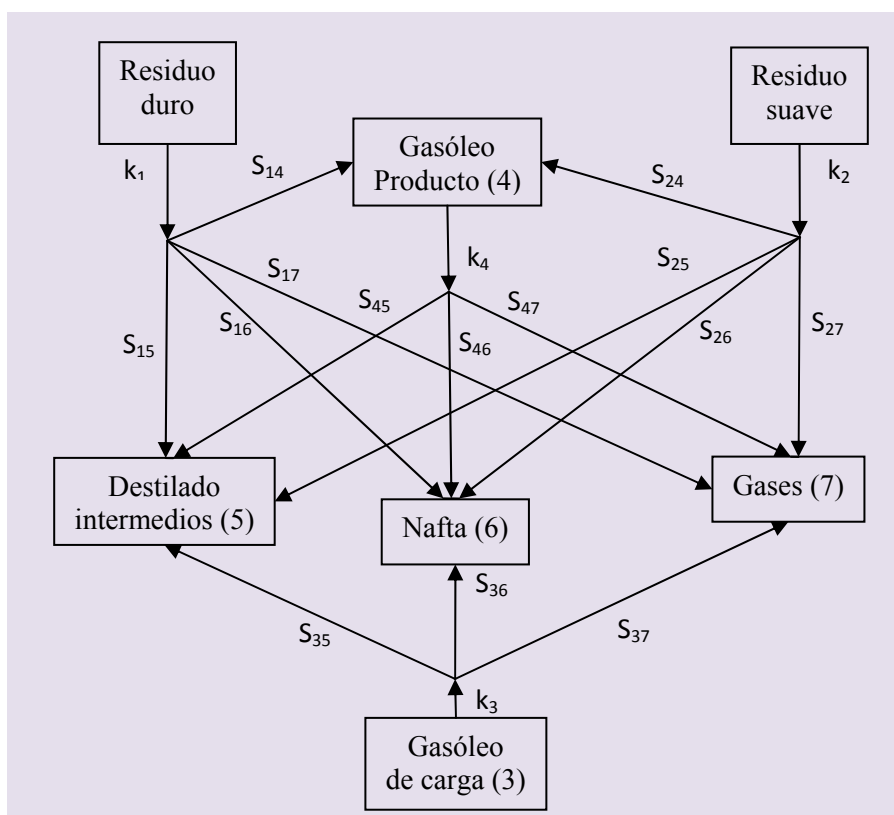 Residuo
duro
Residuo
suave
Gasóleo
Producto (4)
k₁
S₁₄
S₂₄
k₂
S₁₇
k₄
S₂₅
S₁₅
S₁₆
S₄₅
S₄₆
S₄₇
S₂₆
S₂₇
Destilado
intermedios (5)
Nafta (6)
Gases (7)
S₃₅
S₃₆
S₃₇
k₃
Gasóleo
de carga (3)